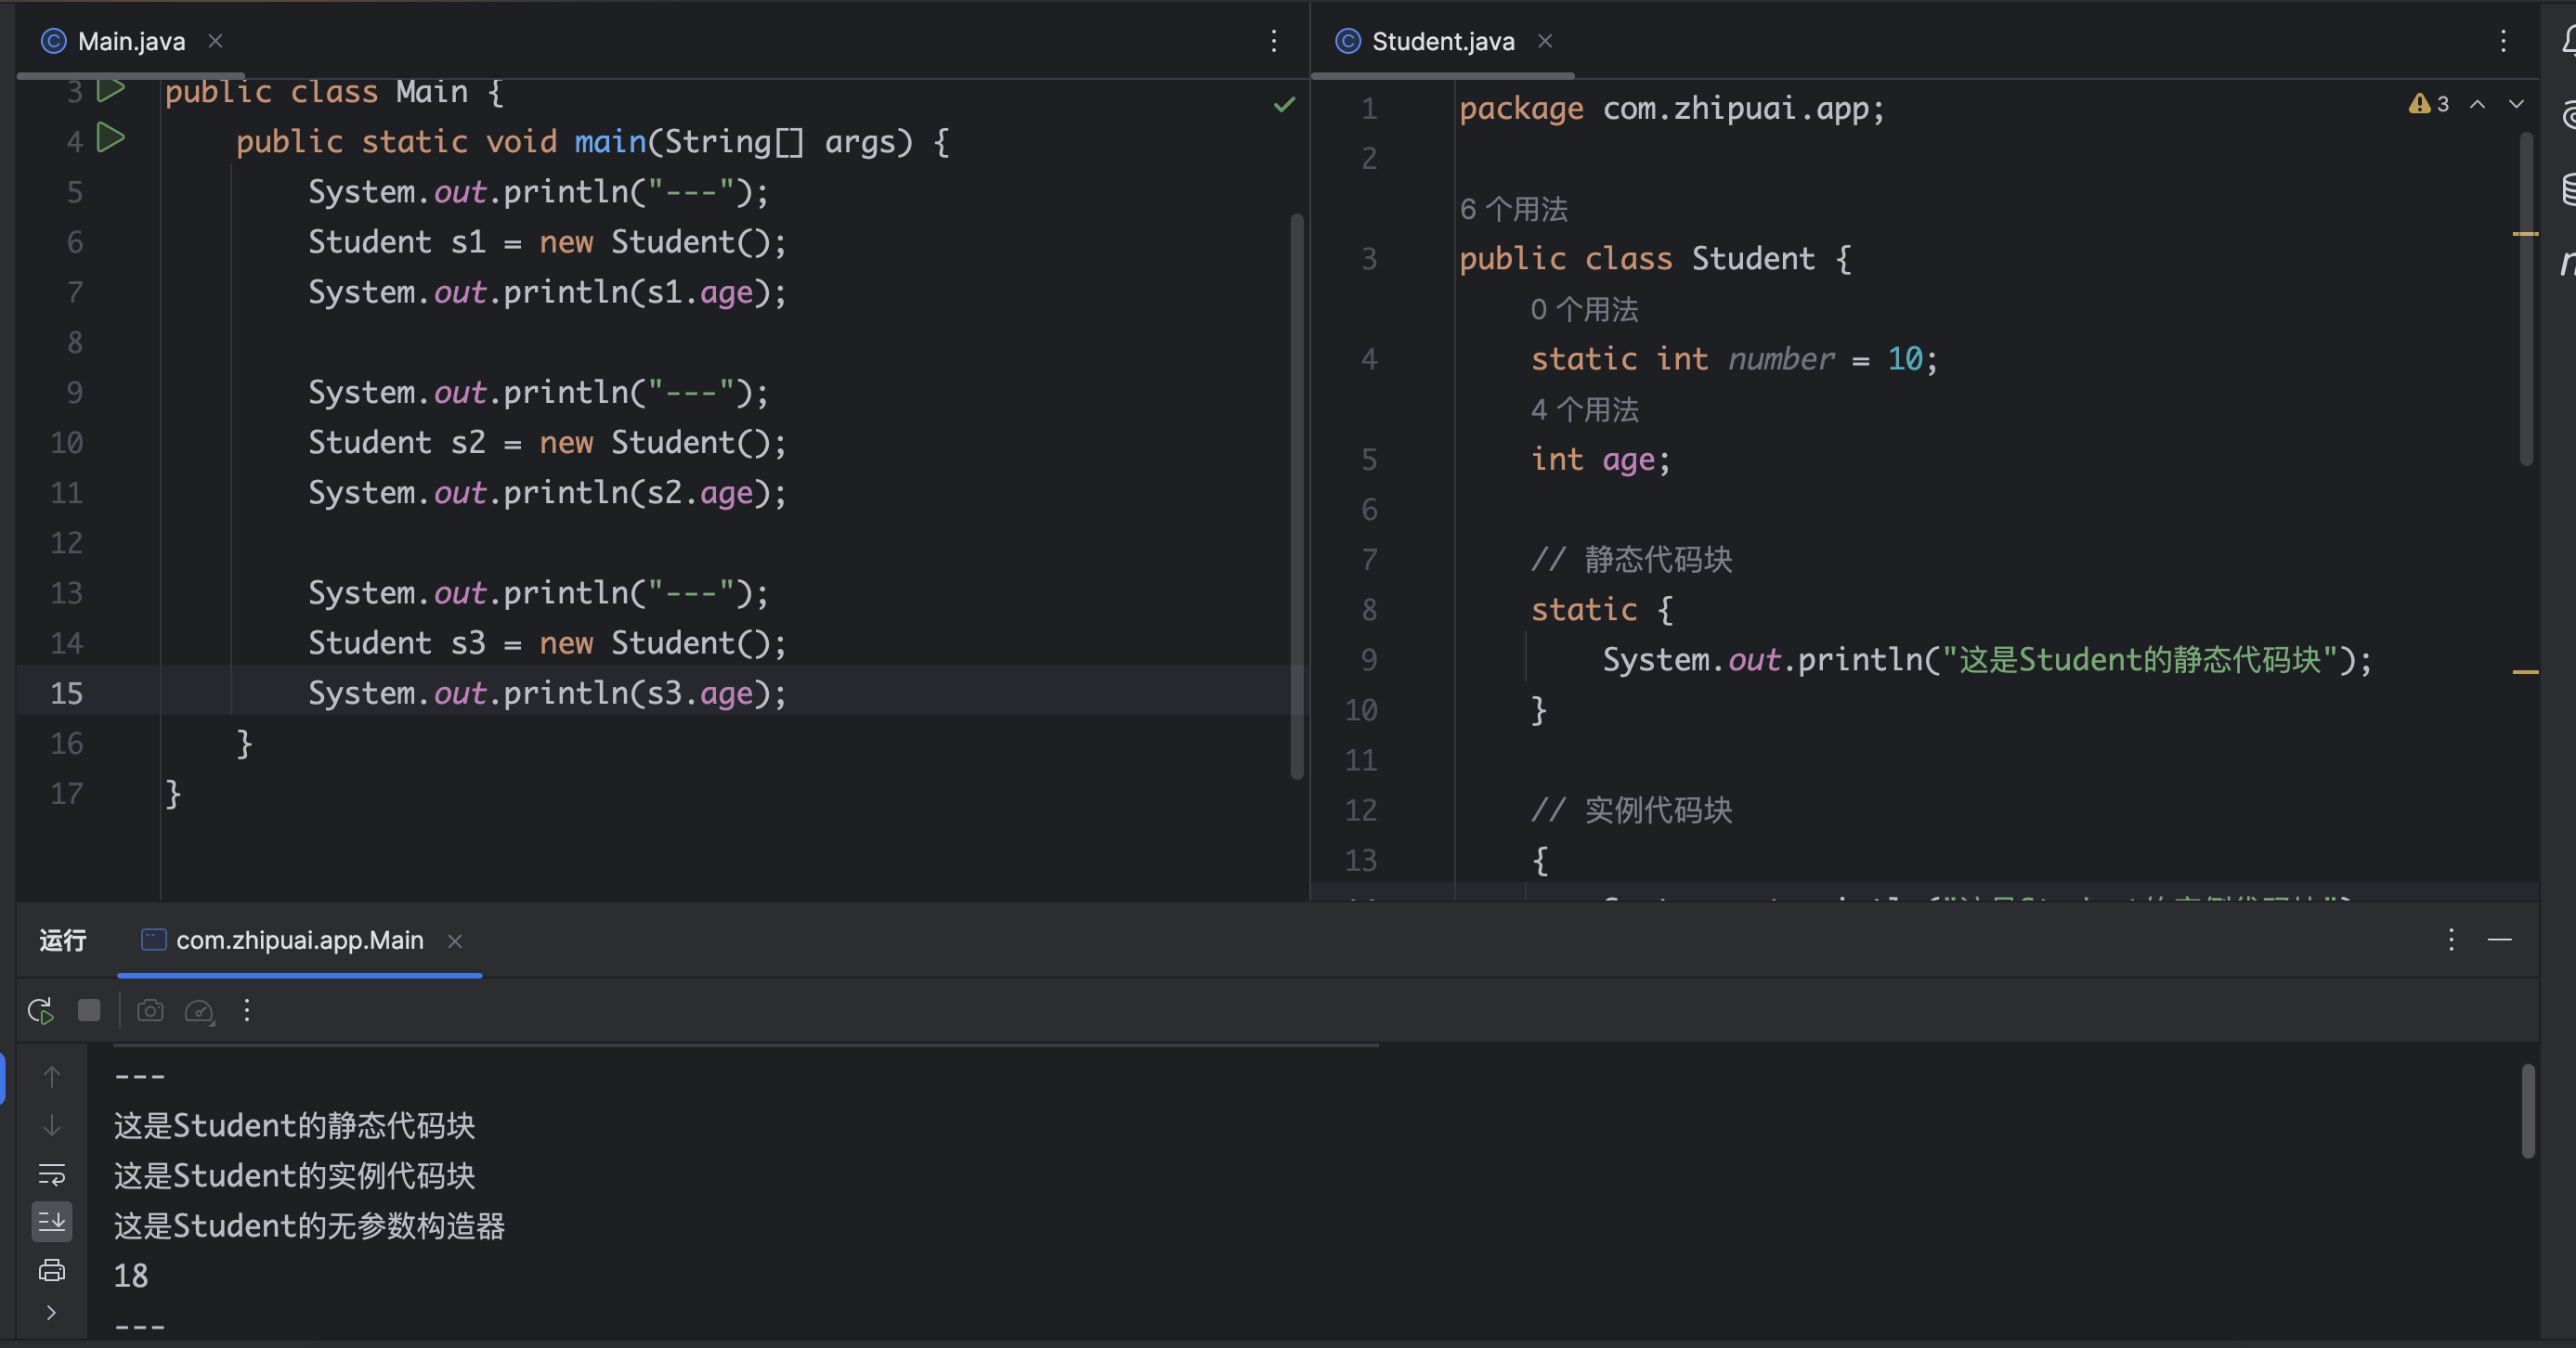 Main.java
3 public class Main {
4 public static void main(String[] args) {
5 System.out.println("---");
6 Student s1 = new Student();
7 System.out.println(s1.age);
8
9 System.out.println("---");
10 Student s2 = new Student();
11 System.out.println(s2.age);
12
13 System.out.println("---");
14 Student s3 = new Student();
15 System.out.println(s3.age);
16 }
17 }
Student.java
3
1 package com.zhipuai.app;
2
6 个用法
3 public class Student {
0 个用法
4 static int number = 10;
4 个用法
5 int age;
6
7 // 静态代码块
8 static {
9 System.out.println("这是Student的静态代码块");
10 }
11
12 // 实例代码块
13 {
运行 com.zhipuai.app.Main
---
这是Student的静态代码块
这是Student的实例代码块
这是Student的无参数构造器
18
---